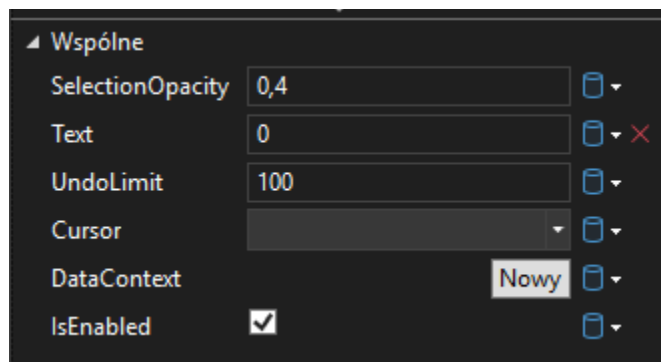 Wspólne
SelectionOpacity 0,4
Text 0
UndoLimit 100
Cursor
DataContext Nowy
IsEnabled